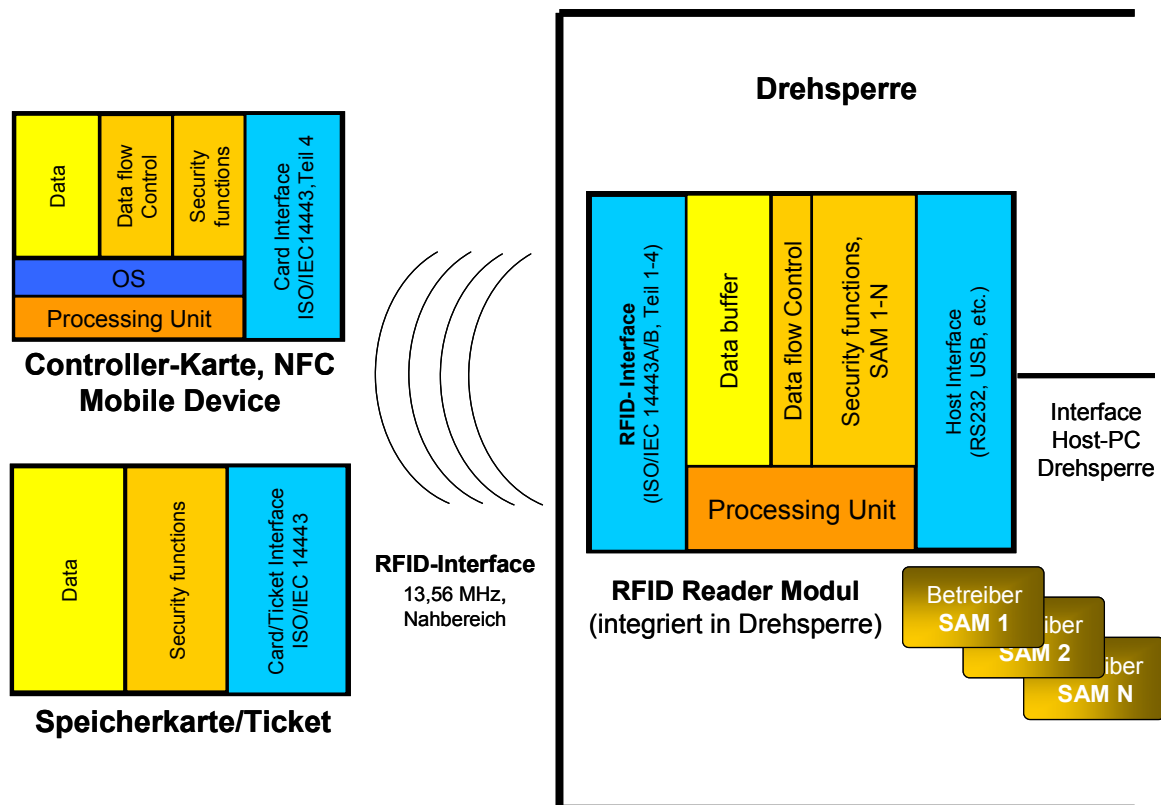 Drehsperre
Data
Data flow
Control
Security
functions
Card Interface
ISO/IEC14443,Teil 4
OS
Processing Unit
Controller-Karte, NFC
Mobile Device
Data
Security functions
Card/Ticket Interface
ISO/IEC 14443
Speicherkarte/Ticket
RFID-Interface
13,56 MHz,
Nahbereich
RFID- Interface
(ISO/IEC 14443A/B, Teil 1-4)
Data buffer
Data flow Control
Security functions,
SAM 1-N
Host Interface
(RS232, USB, etc.)
Processing Unit
RFID Reader Modul
(integriert in Drehsperre)
Interface
Host-PC
Drehsperre
Betreiber
SAM 1
iber
SAM 2
iber
SAM N